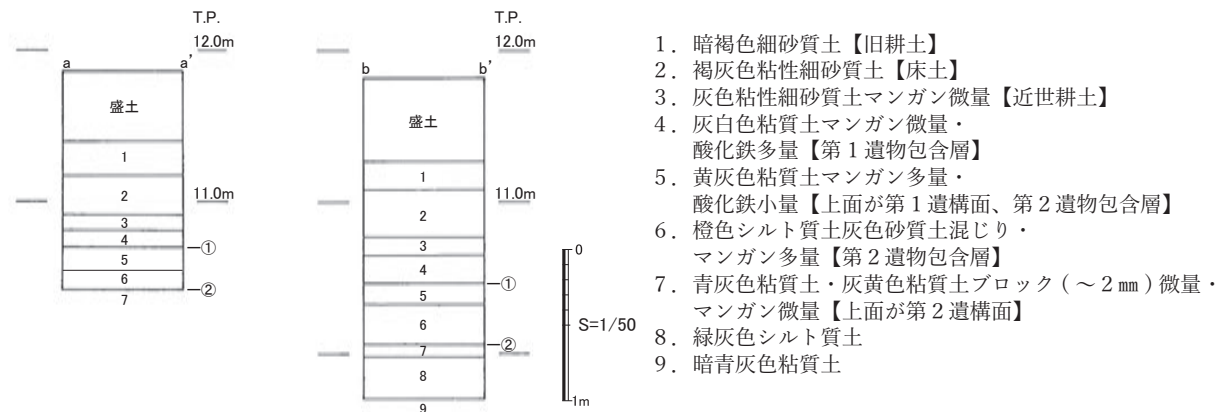 T.P.
12.0m
a a’
盛土
1
2
11.0m
3
4
①
5
6
②
7
T.P.
12.0m
b b’
盛土
1
11.0m
2
3
4
①
5
6
②
7
8
9
0
S=1/50
1m
1．暗褐色細砂質土【旧耕土】
2．褐灰色粘性細砂質土【床土】
3．灰色粘性細砂質土マンガン微量【近世耕土】
4．灰白色粘質土マンガン微量・
酸化鉄多量【第１遺物包含層】
5．黄灰色粘質土マンガン多量・
酸化鉄小量【上面が第１遺構面、第２遺物包含層】
6．橙色シルト質土灰色砂質土混じり・
マンガン多量【第２遺物包含層】
7．青灰色粘質土・灰黄色粘質土ブロック ( ～２㎜ ) 微量・
マンガン微量【上面が第２遺構面】
8．緑灰色シルト質土
9．暗青灰色粘質土